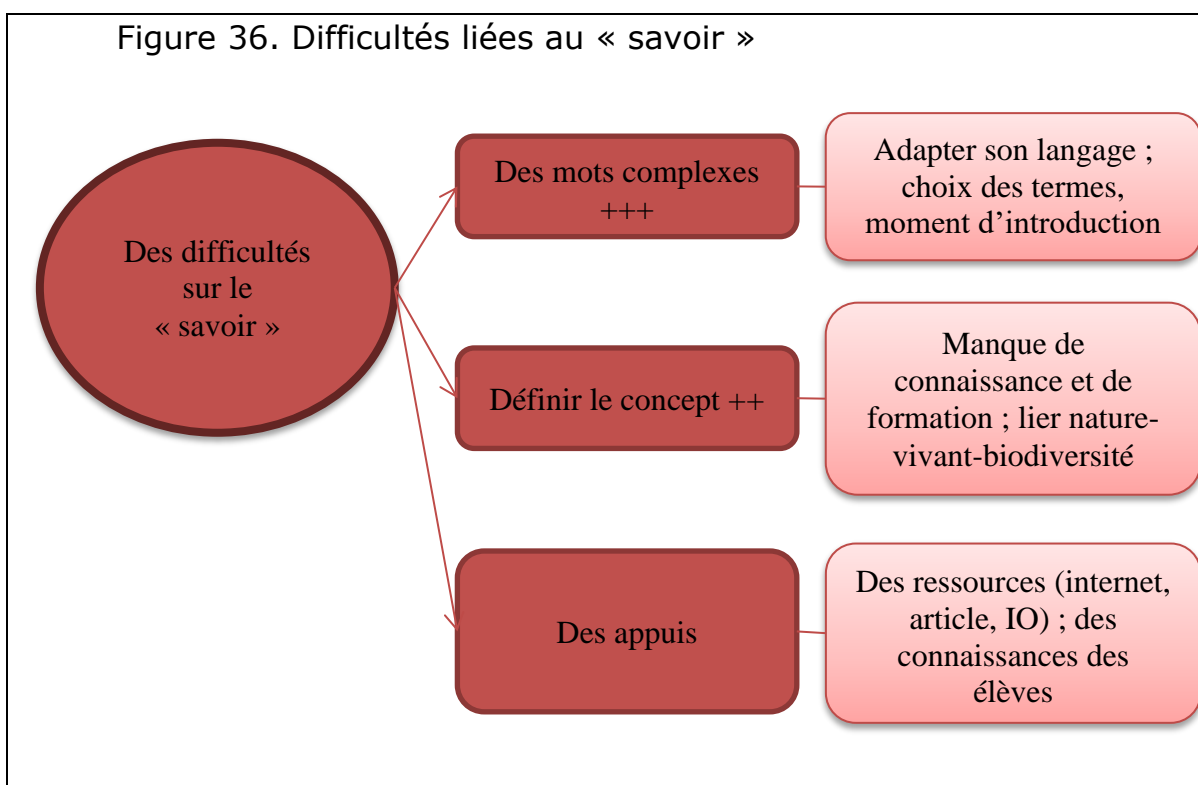 Figure 36. Difficultés liées au « savoir »
Des difficultés
sur le
« savoir »
Des mots complexes
+++
Adapter son langage ;
choix des termes,
moment d’introduction
Définir le concept ++
Manque de
connaissance et de
formation ; lier nature-
vivant-biodiversité
Des appuis
Des ressources (internet,
article, IO) ; des
connaissances des
élèves